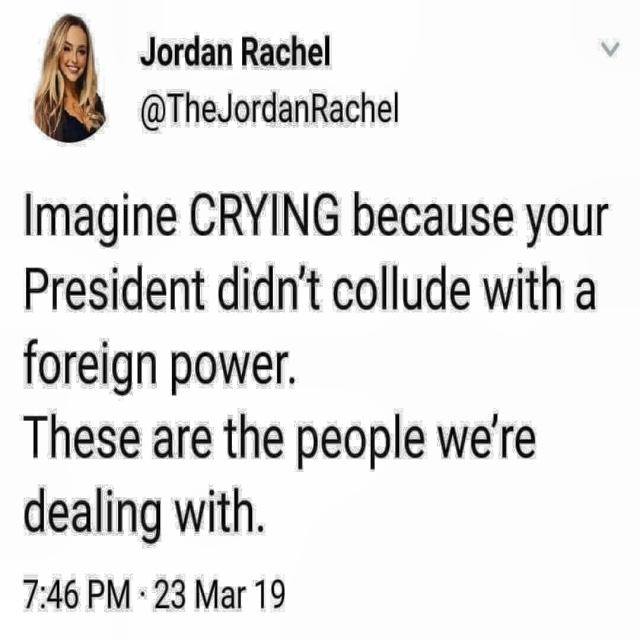 Jordan Rachel
@TheJordanRachel
Imagine CRYING because your
President didn't collude with a
foreign power.
These are the people we're
dealing with.
7:46 PM · 23 Mar 19